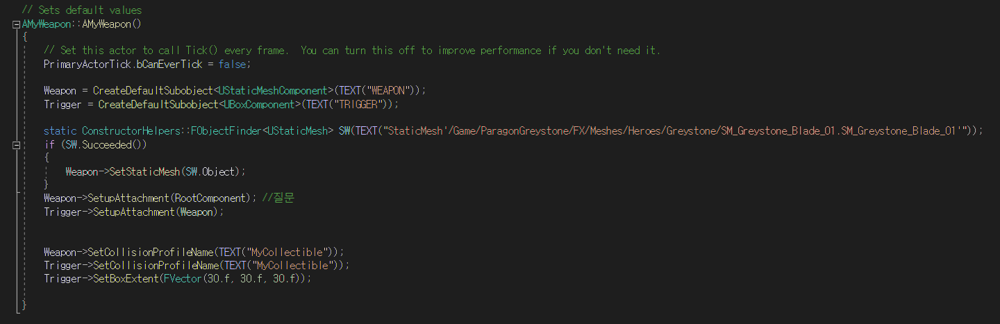 // Sets default values
AMyWeapon::AMyWeapon()
{
// Set this actor to call Tick() every frame.  You can turn this off to improve performance if you don't need it.
PrimaryActorTick.bCanEverTick = false;
Weapon = CreateDefaultSubobject<UStaticMeshComponent>(TEXT("WEAPON"));
Trigger = CreateDefaultSubobject<UBoxComponent>(TEXT("TRIGGER"));
static ConstructorHelpers::FObjectFinder<UStaticMesh> SW(TEXT("StaticMesh'/Game/ParagonGreystone/FX/Meshes/Heroes/Greystone/SM_Greystone_Blade_01.SM_Greystone_Blade_01'"));
if (SW.Succeeded())
{
Weapon->SetStaticMesh(SW.Object);
}
Weapon->SetupAttachment(RootComponent); //질문
Trigger->SetupAttachment(Weapon);
Weapon->SetCollisionProfileName(TEXT("MyCollectible"));
Trigger->SetCollisionProfileName(TEXT("MyCollectible"));
Trigger->SetBoxExtent(FVector(30.f, 30.f, 30.f));
}